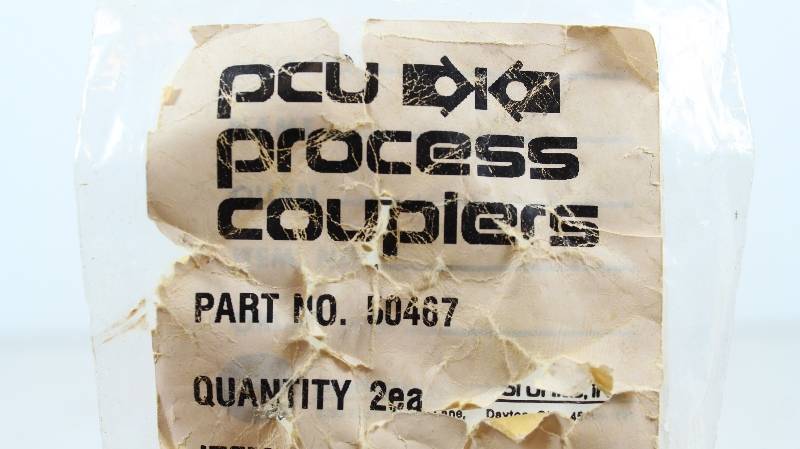 pcu
process
couplers
PART NO. 50467
QUANTITY 2ea